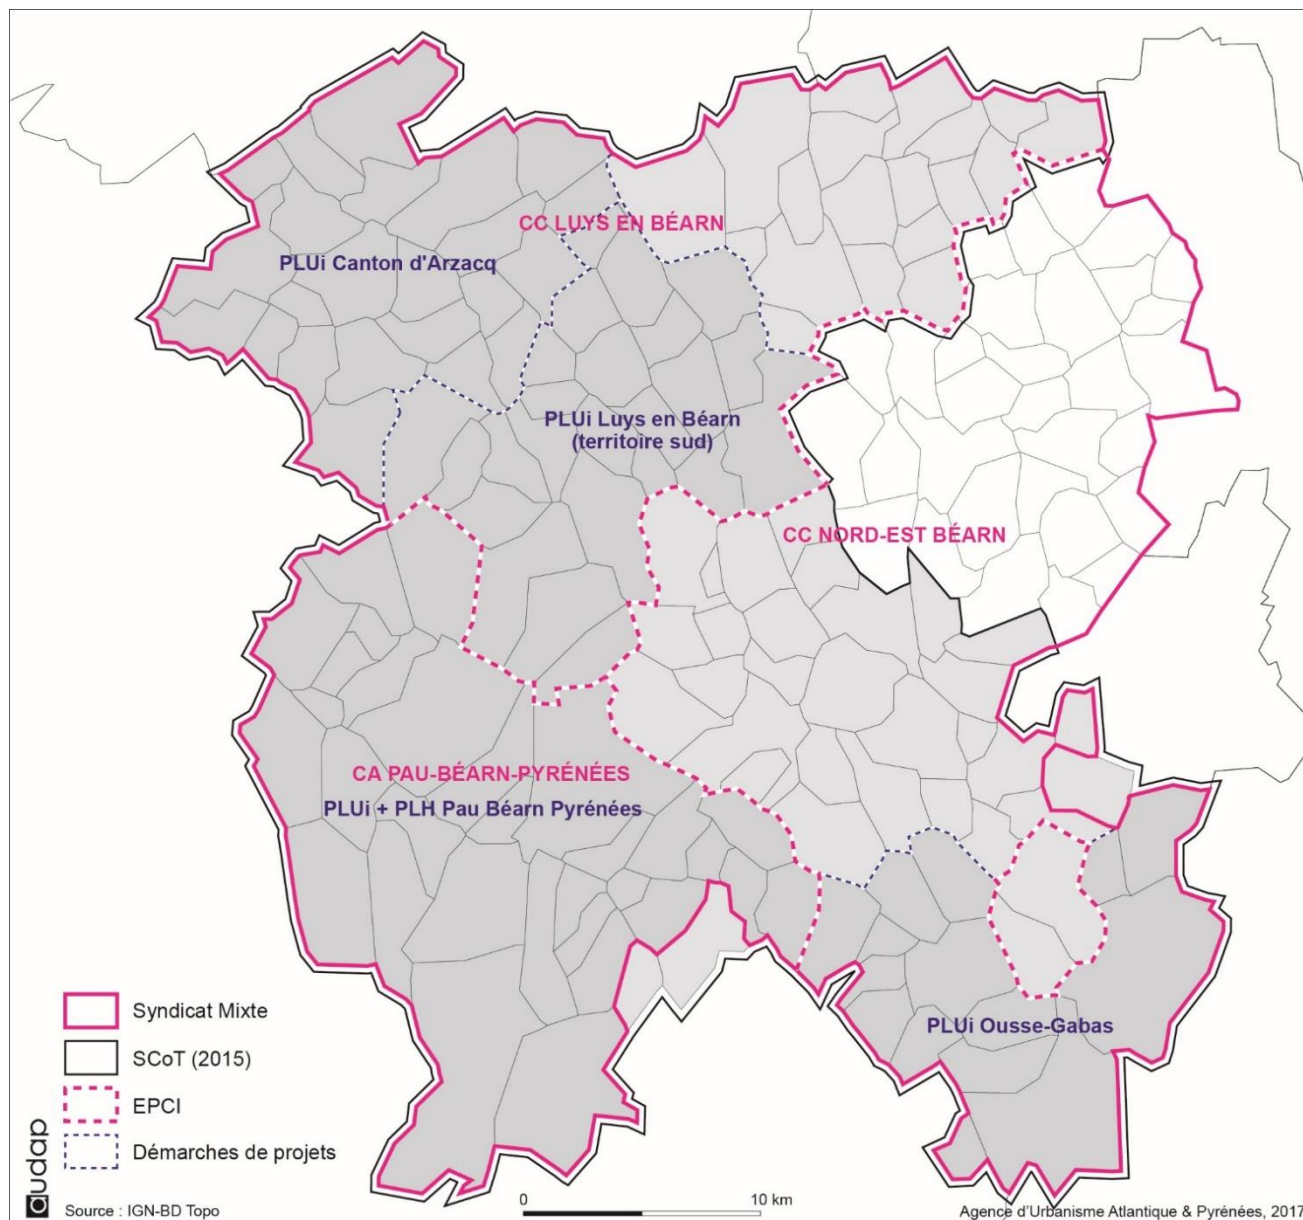 CC LUYS EN BÉARN
PLUi Canton d'Arzacq
PLUi Luys en Béarn
(territoire sud)
CC NORD-EST BÉARN
CA PAU-BÉARN-PYRÉNÉES
PLUi + PLH Pau Béarn Pyrénées
PLUi Ousse-Gabas
Syndicat Mixte
SCoT (2015)
EPCI
Démarches de projets
audap
Source : IGN-BD Topo
0 10 km
Agence d'Urbanisme Atlantique & Pyrénées, 2017